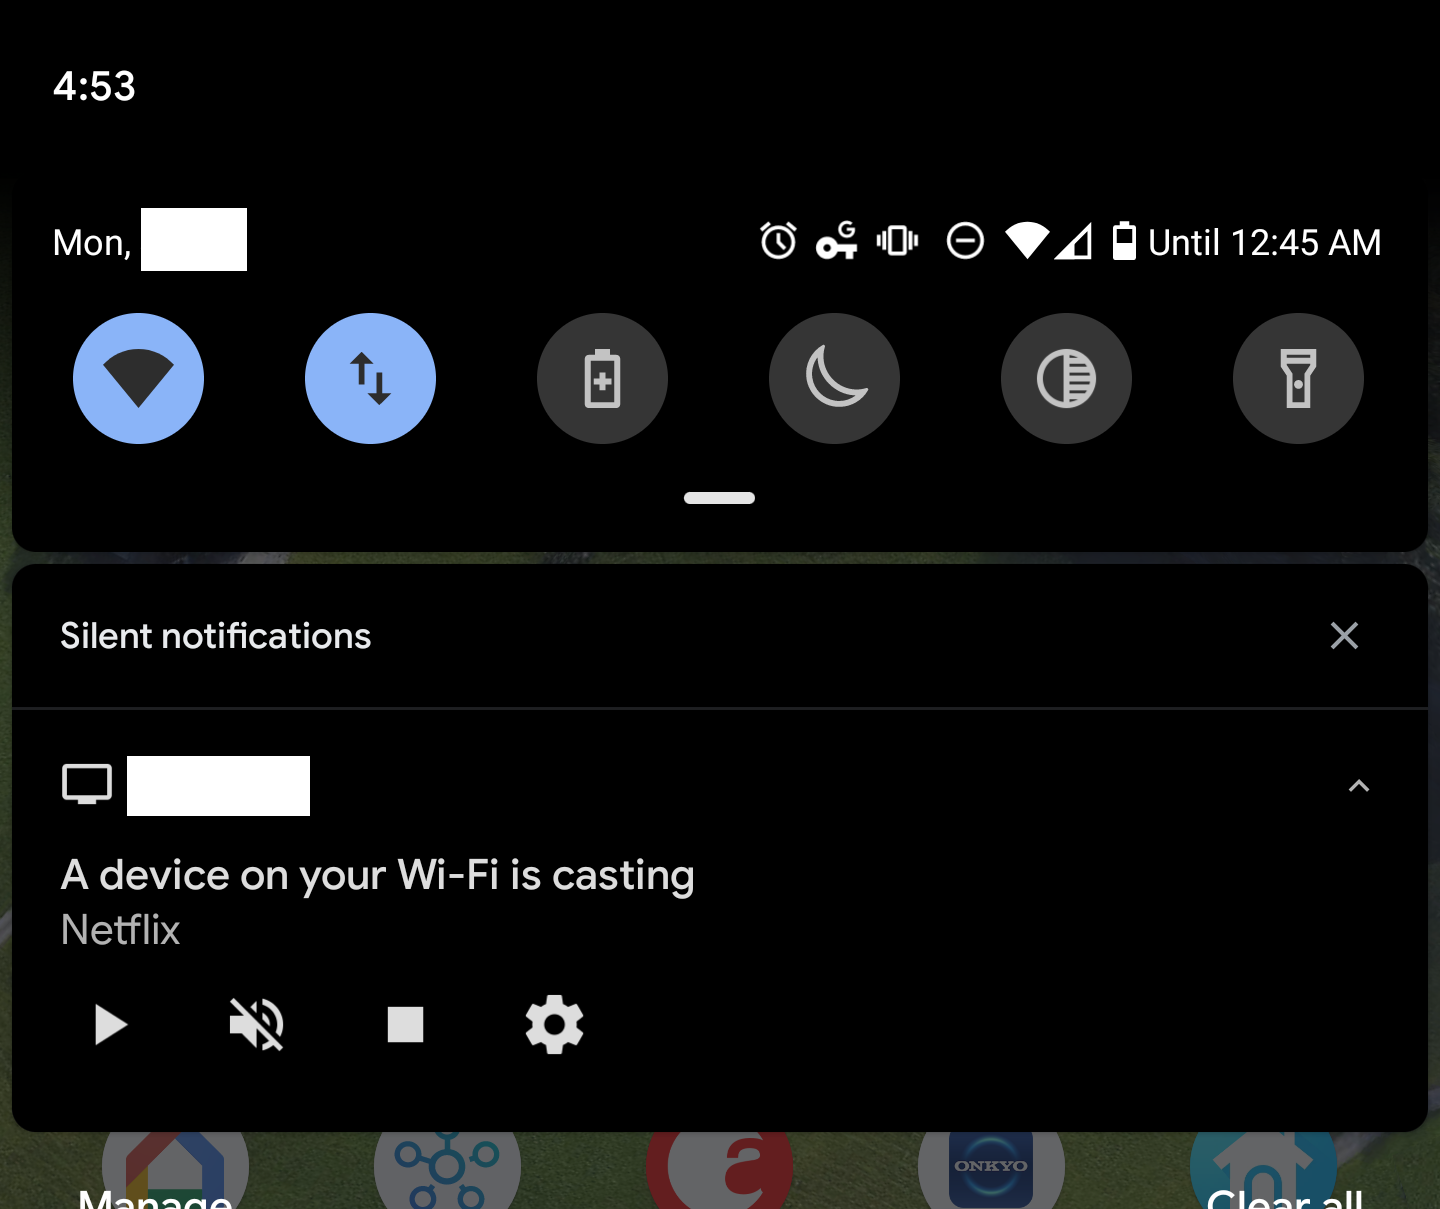 4:53
Mon,
G
Until 12:45 AM
Silent notifications
A device on your Wi-Fi is casting
Netflix
a
ONKYO
Manage
Clear all